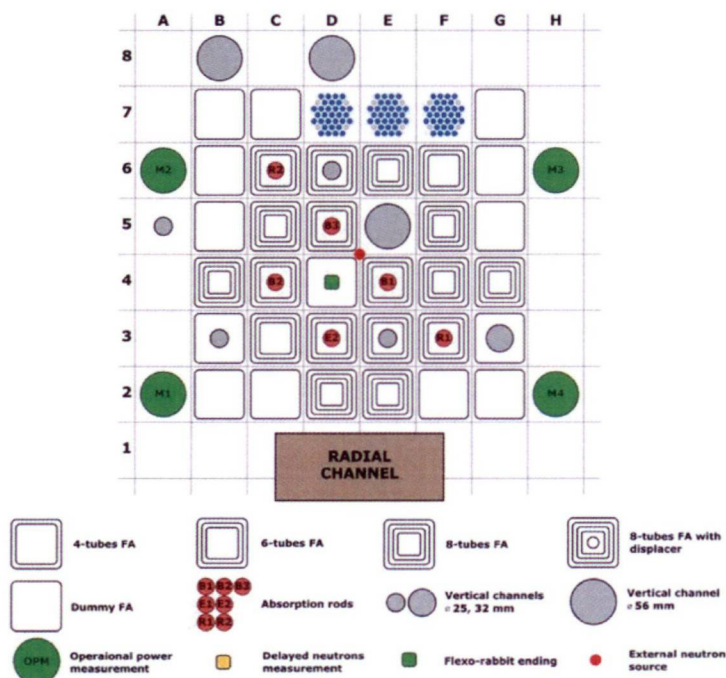 A B C D E F G H
8
7
6 M2 R2 M3
5 B3
4 B2 B1
3 E2 R1
2 M1 M4
1
RADIAL
CHANNEL
4-tubes FA
6-tubes FA
8-tubes FA
8-tubes FA with
displacer
Dummy FA
B1 B2 B3
E1 E2
R1 R2
Absorption rods
Vertical channels
ø 25, 32 mm
Vertical channel
ø 56 mm
OPM
Operaional power
measurement
Delayed neutrons
measurement
Flexo-rabbit ending
External neutron
source